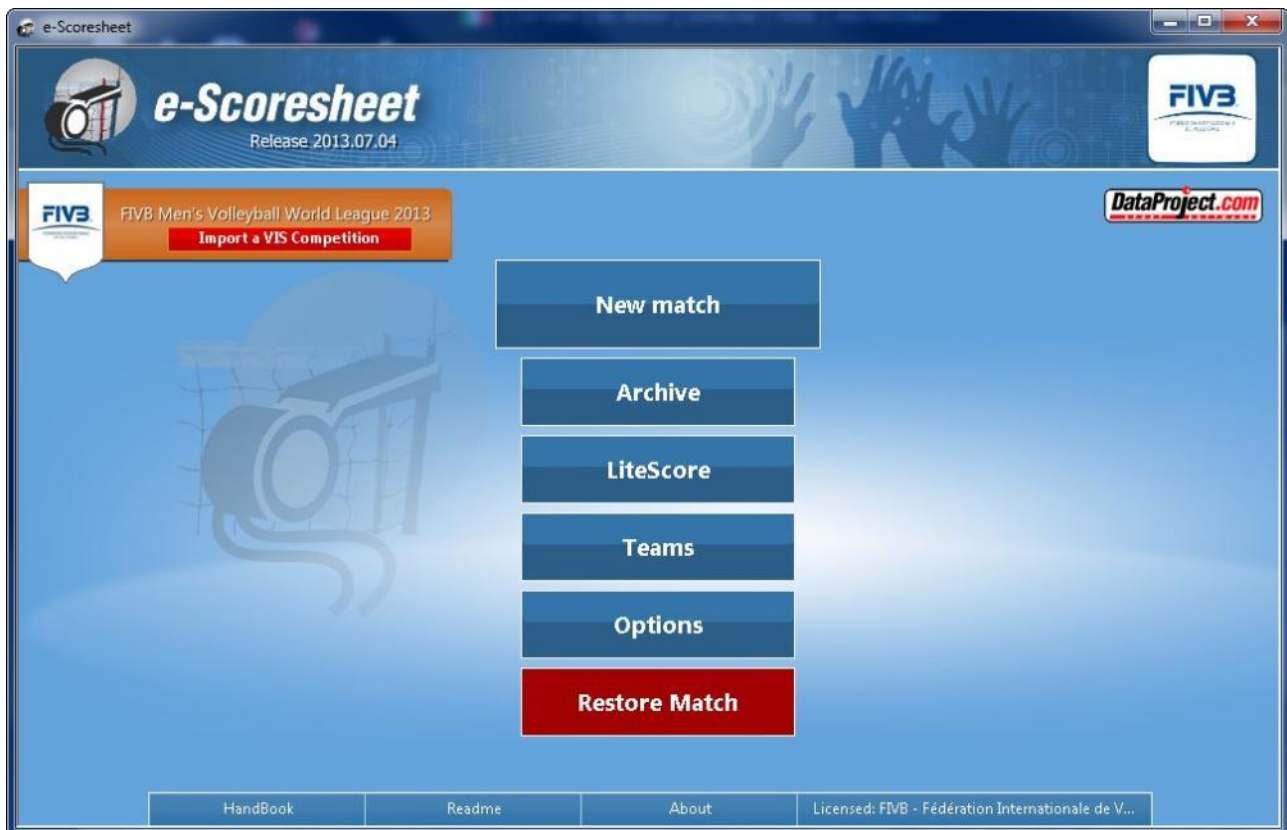 e-Scoresheet
e-Scoresheet
Release 2013.07.04
FIVB
FIVB
FIVB Men's Volleyball World League 2013
Import a VIS Competition
DataProject.com
New match
Archive
LiteScore
Teams
Options
Restore Match
HandBook
Readme
About
Licensed: FIVB - Fédération Internationale de V...